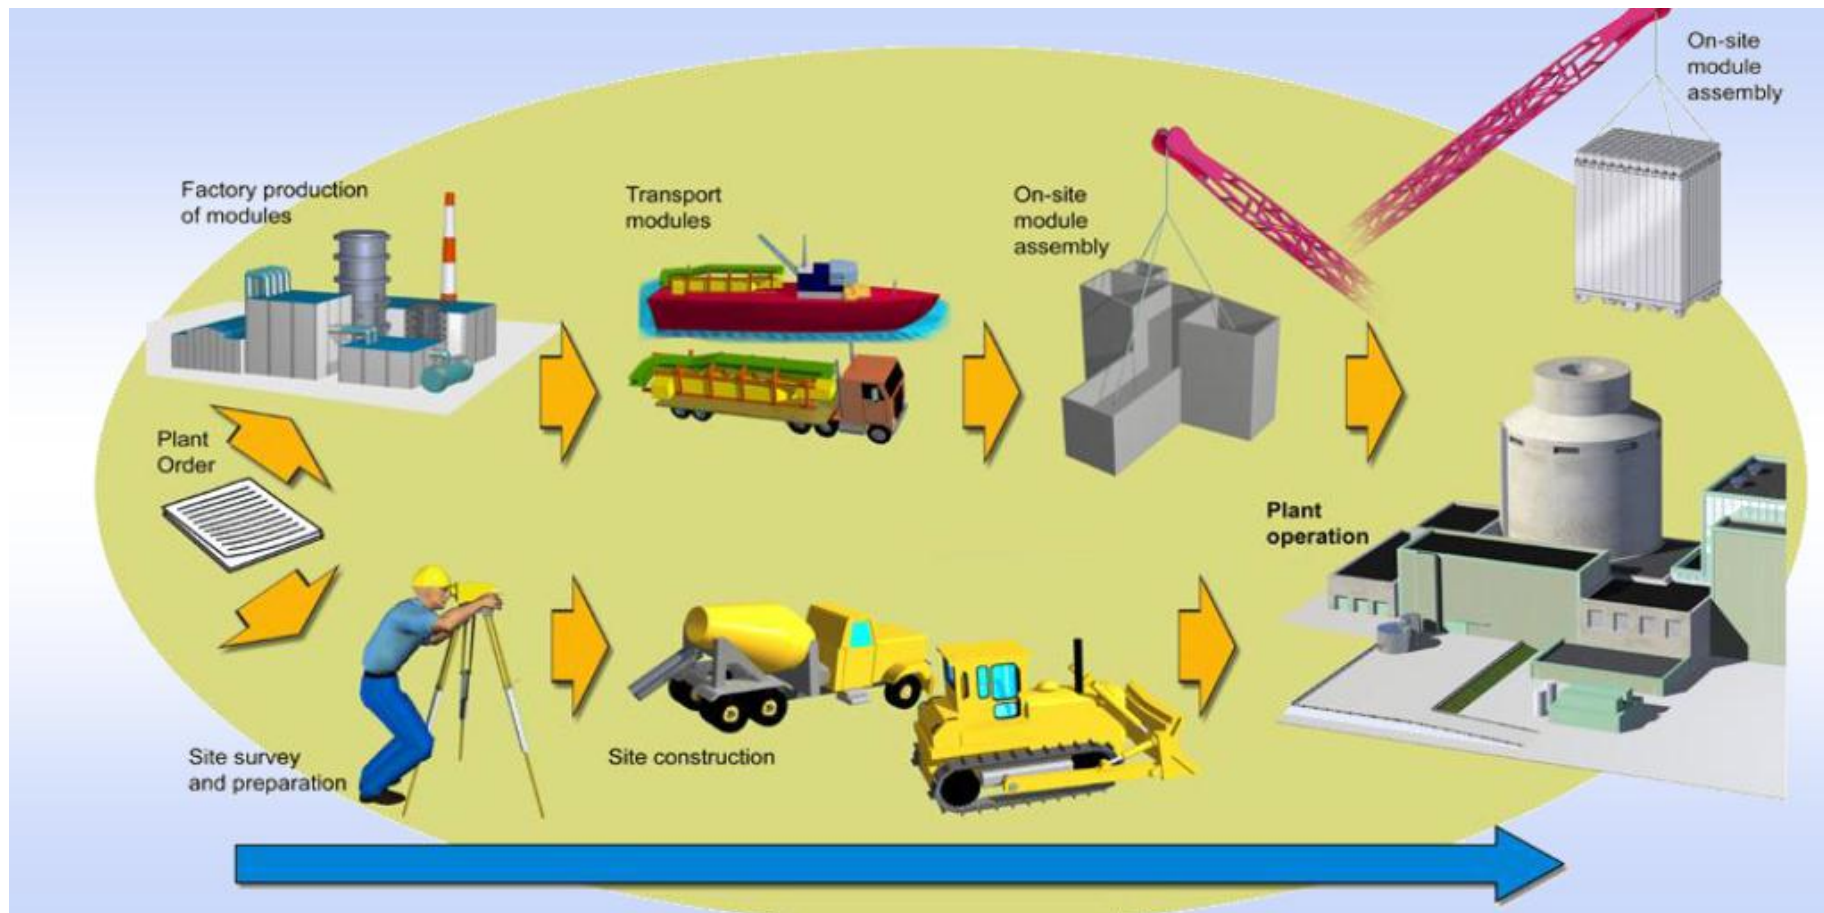 Factory production
of modules
Transport
modules
On-site
module
assembly
On-site
module
assembly
Plant
Order
Plant
operation
Site survey
and preparation
Site construction